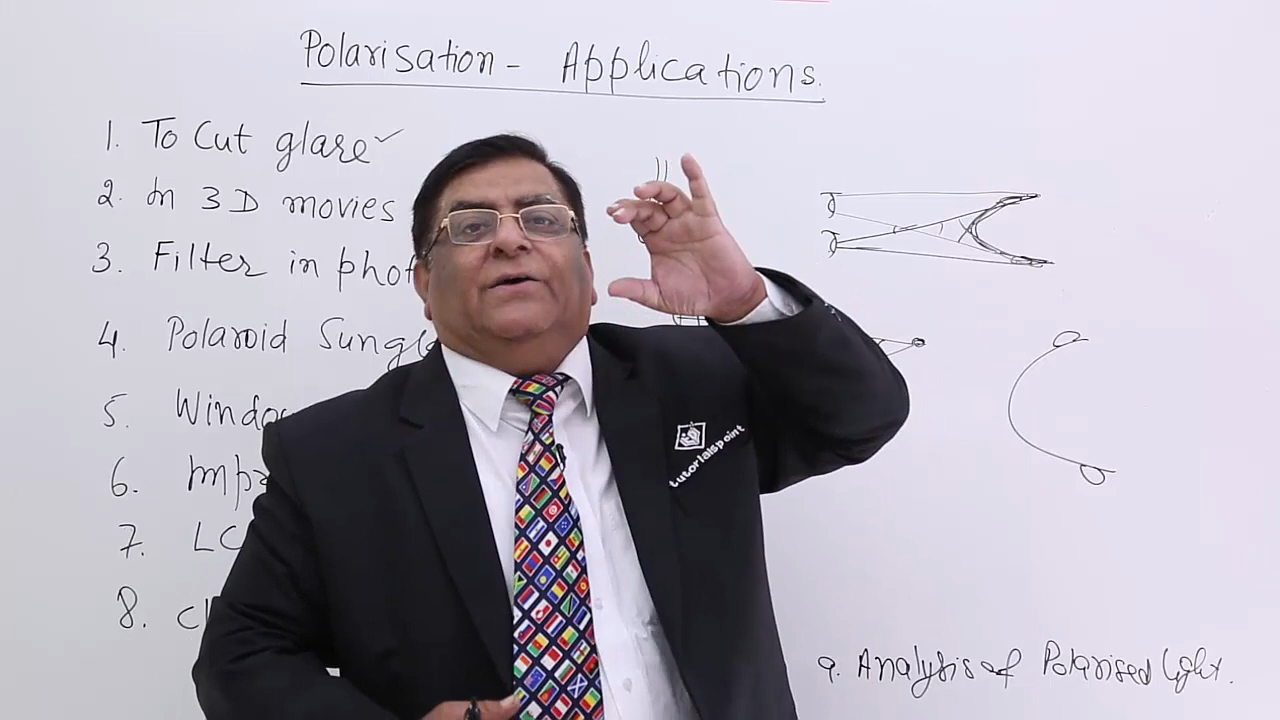 Polarisation - Applications.
1. To Cut glare ✓
2. In 3D movies
3. Filter in phot
4. Polaroid Sungl
5. Windo
6. Impr
7. LC
8.
tutorialspoint
9. Analysis of Polarised light.